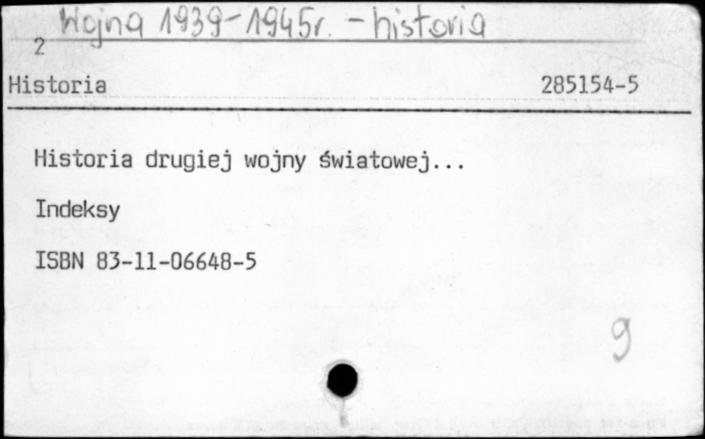 Wojna 1939-1945r. - historia
2
Historia 285154-5
Historia drugiej wojny światowej...
Indeksy
ISBN 83-11-06648-5
9